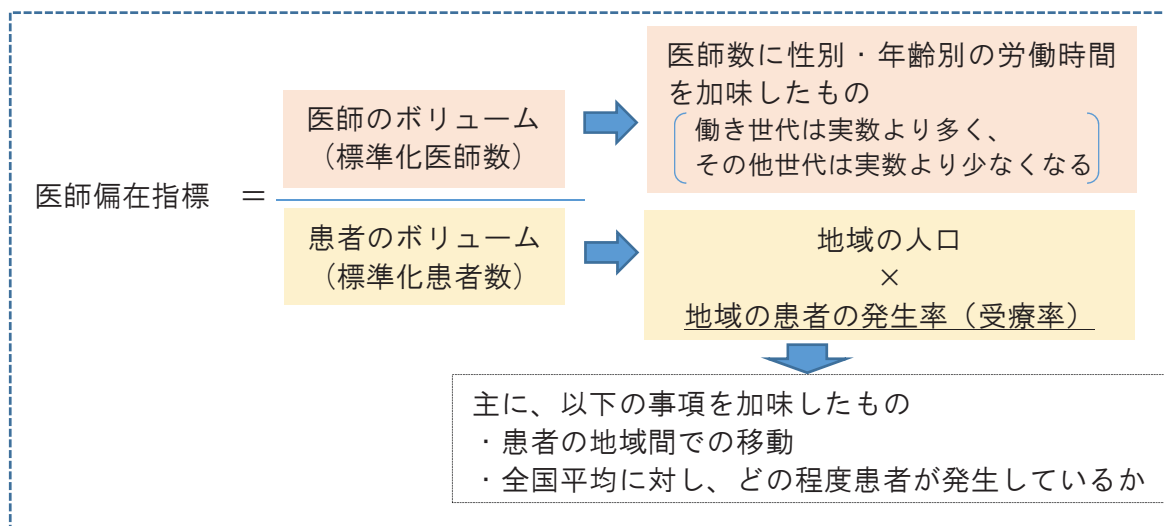 医師数に性別・年齢別の労働時間
を加味したもの
働き世代は実数より多く、
その他世代は実数より少なくなる
医師のボリューム
（標準化医師数）
医師偏在指標 ＝
患者のボリューム
（標準化患者数）
地域の人口
×
地域の患者の発生率（受療率）
主に、以下の事項を加味したもの
・患者の地域間での移動
・全国平均に対し、どの程度患者が発生しているか